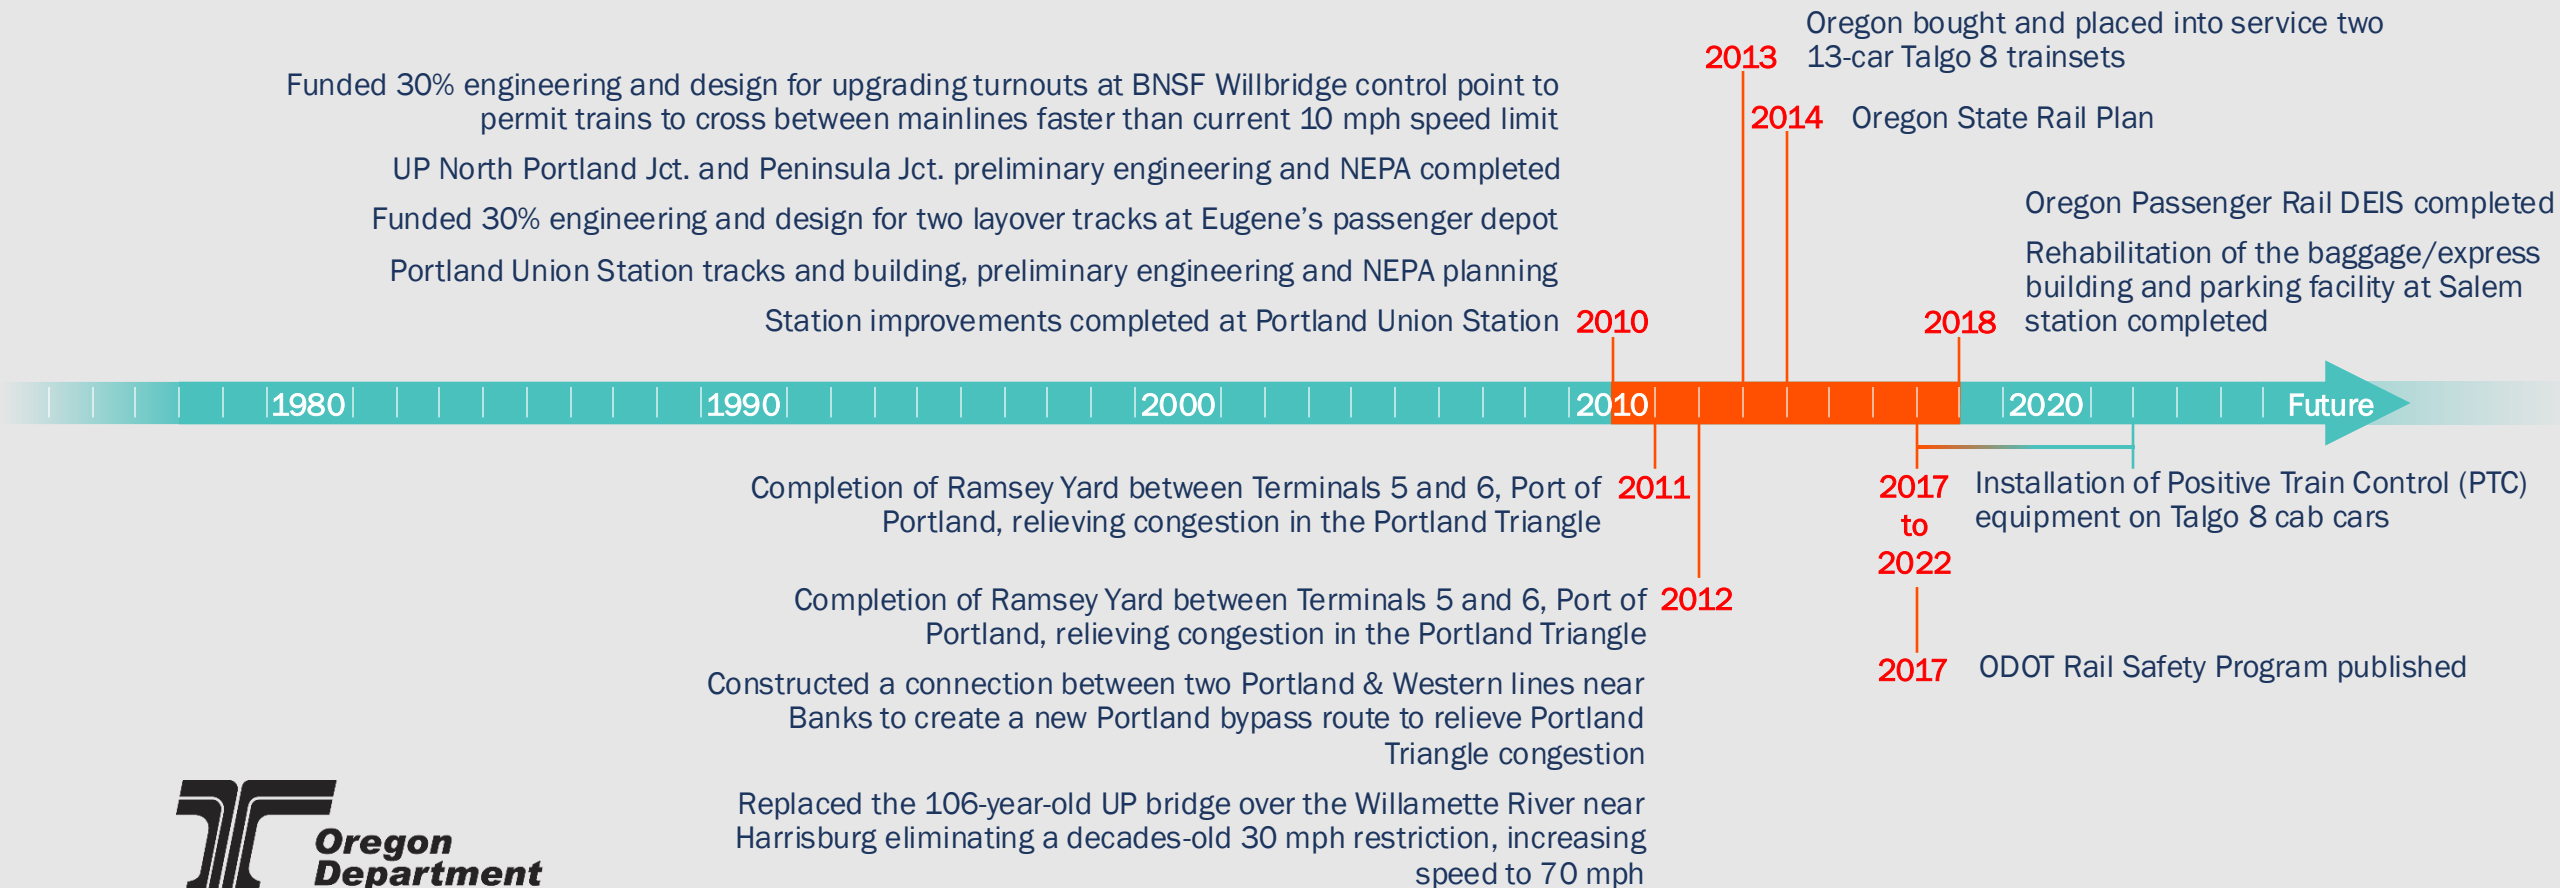 Oregon bought and placed into service two
2013 13-car Talgo 8 trainsets
Funded 30% engineering and design for upgrading turnouts at BNSF Willbridge control point to
permit trains to cross between mainlines faster than current 10 mph speed limit
2014 Oregon State Rail Plan
UP North Portland Jct. and Peninsula Jct. preliminary engineering and NEPA completed
Funded 30% engineering and design for two layover tracks at Eugene’s passenger depot
Portland Union Station tracks and building, preliminary engineering and NEPA planning
Station improvements completed at Portland Union Station 2010
Oregon Passenger Rail DEIS completed
Rehabilitation of the baggage/express
building and parking facility at Salem
2018 station completed
1980 1990 2000 2010 2020 Future
Completion of Ramsey Yard between Terminals 5 and 6, Port of 2011
Portland, relieving congestion in the Portland Triangle
2017 Installation of Positive Train Control (PTC)
to equipment on Talgo 8 cab cars
2022
Completion of Ramsey Yard between Terminals 5 and 6, Port of 2012
Portland, relieving congestion in the Portland Triangle
2017 ODOT Rail Safety Program published
Constructed a connection between two Portland & Western lines near
Banks to create a new Portland bypass route to relieve Portland
Triangle congestion
Replaced the 106-year-old UP bridge over the Willamette River near
Harrisburg eliminating a decades-old 30 mph restriction, increasing
speed to 70 mph
Oregon
Department